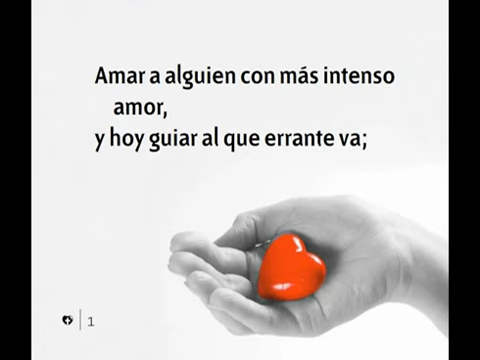 Amar a alguien con más intenso
amor,
y hoy guiar al que errante va;
1